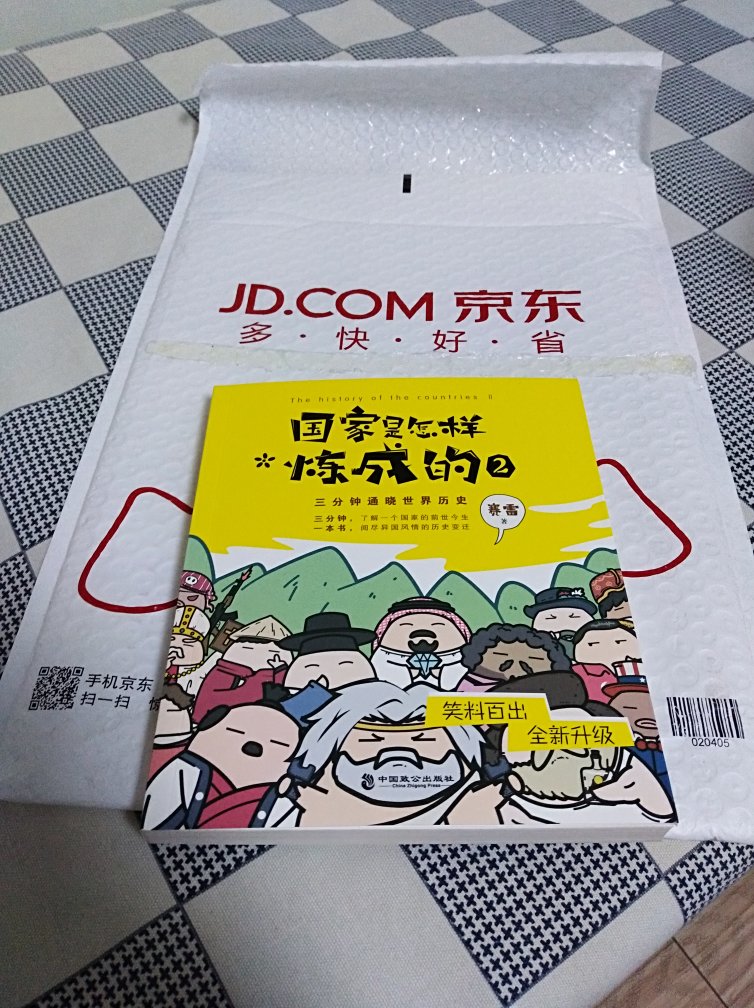 JD.COM 京东
多·快·好·省
The history of the countries Ⅱ
国家是怎样
炼成的2
三分钟通晓世界历史
三分钟，了解一个国家的前世今生
一本书，阅尽异国风情的历史变迁
赛雷
著
笑料百出
全新升级
中国致公出版社
China Zhigong Press
手机京东
扫一扫
020405